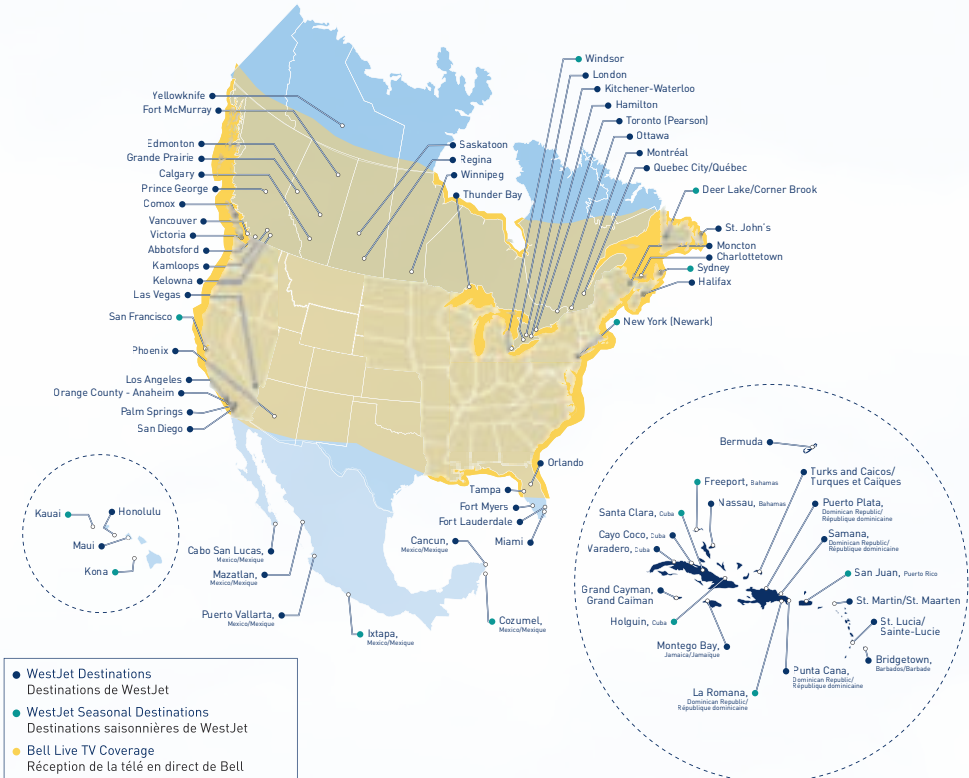 Yellowknife
Fort McMurray
Edmonton
Grande Prairie
Calgary
Prince George
Comox
Vancouver
Victoria
Abbotsford
Kamloops
Kelowna
Las Vegas
San Francisco
Phoenix
Los Angeles
Orange County - Anaheim
Palm Springs
San Diego
Saskatoon
Regina
Winnipeg
Thunder Bay
Windsor
London
Kitchener-Waterloo
Hamilton
Toronto (Pearson)
Ottawa
Montréal
Quebec City/Québec
Deer Lake/Corner Brook
St. John's
Moncton
Charlottetown
Sydney
Halifax
New York (Newark)
Orlando
Tampa
Fort Myers
Fort Lauderdale
Miami
Cancun,
Mexico/Mexique
Cozumel,
Mexico/Mexique
Cabo San Lucas,
Mexico/Mexique
Mazatlan,
Mexico/Mexique
Puerto Vallarta,
Mexico/Mexique
Ixtapa,
Mexico/Mexique
Kauai
Honolulu
Maui
Kona
Bermuda
Turks and Caicos/
Turques et Caïques
Freeport, Bahamas
Nassau, Bahamas
Puerto Plata,
Dominican Republic/
République dominicaine
Santa Clara, Cuba
Samana,
Dominican Republic/
République dominicaine
Cayo Coco, Cuba
Varadero, Cuba
San Juan, Puerto Rico
Grand Cayman,
Grand Caïman
St. Martin/St. Maarten
Holguin, Cuba
St. Lucia/
Sainte-Lucie
Montego Bay,
Jamaica/Jamaïque
Bridgetown,
Barbados/Barbade
Punta Cana,
Dominican Republic/
République dominicaine
La Romana,
Dominican Republic/
République dominicaine
WestJet Destinations
Destinations de WestJet
WestJet Seasonal Destinations
Destinations saisonnières de WestJet
Bell Live TV Coverage
Réception de la télé en direct de Bell